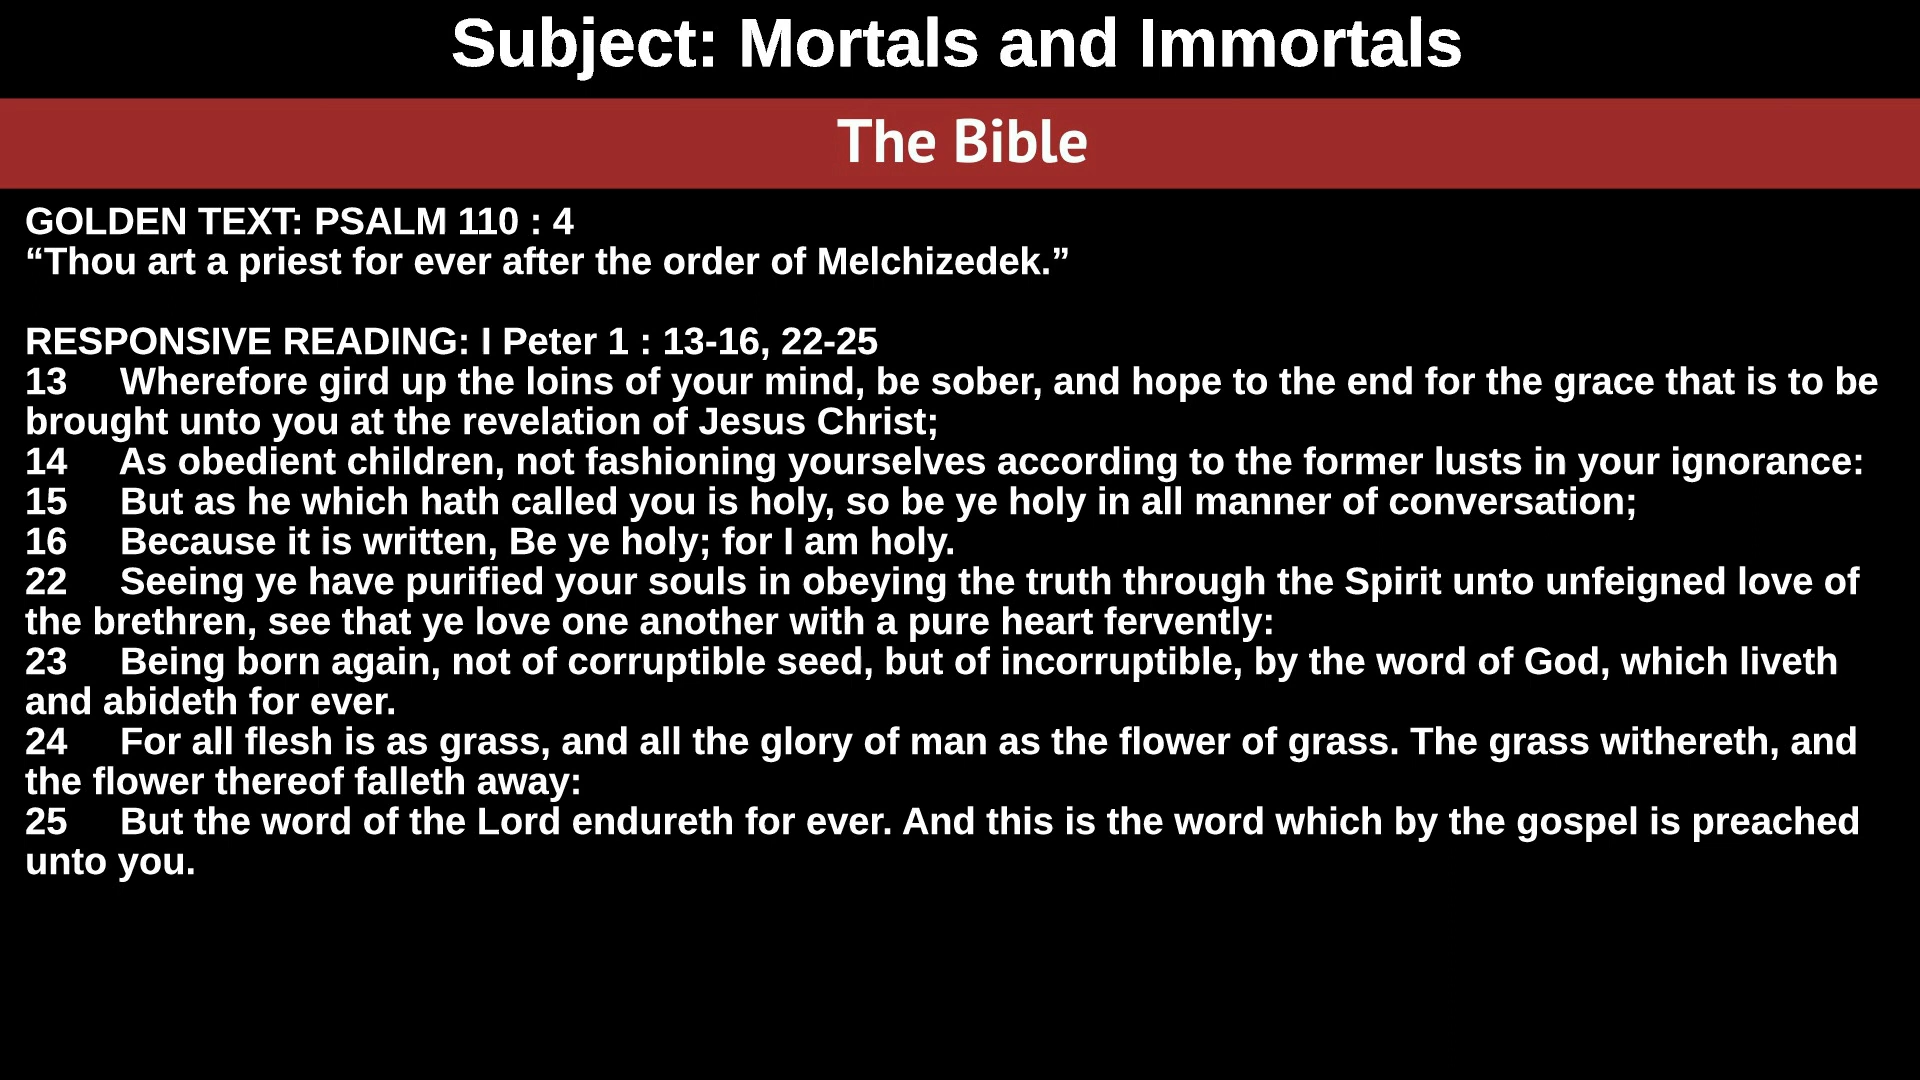 Subject: Mortals and Immortals
The Bible
GOLDEN TEXT: PSALM 110 : 4
“Thou art a priest for ever after the order of Melchizedek.”
RESPONSIVE READING: I Peter 1 : 13-16, 22-25
13 Wherefore gird up the loins of your mind, be sober, and hope to the end for the grace that is to be
brought unto you at the revelation of Jesus Christ;
14 As obedient children, not fashioning yourselves according to the former lusts in your ignorance:
15 But as he which hath called you is holy, so be ye holy in all manner of conversation;
16 Because it is written, Be ye holy; for I am holy.
22 Seeing ye have purified your souls in obeying the truth through the Spirit unto unfeigned love of
the brethren, see that ye love one another with a pure heart fervently:
23 Being born again, not of corruptible seed, but of incorruptible, by the word of God, which liveth
and abideth for ever.
24 For all flesh is as grass, and all the glory of man as the flower of grass. The grass withereth, and
the flower thereof falleth away:
25 But the word of the Lord endureth for ever. And this is the word which by the gospel is preached
unto you.